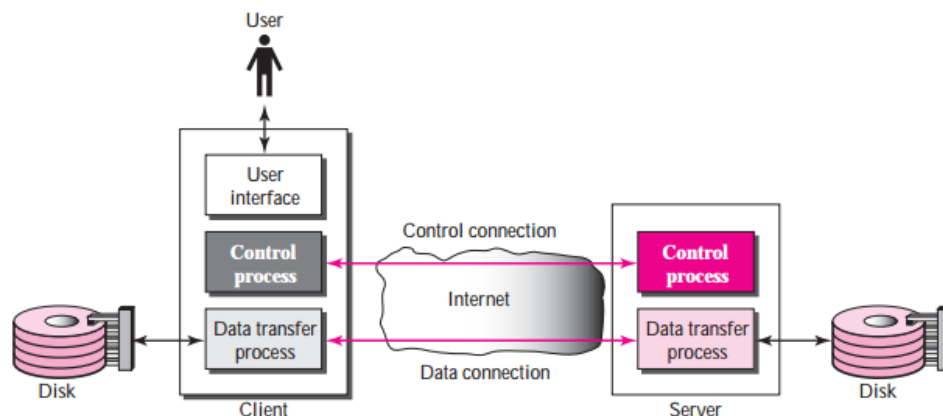 User
User
interface
Control connection
Control
process
Control
process
Internet
Data transfer
process
Data transfer
process
Data connection
Disk
Disk
Client
Server